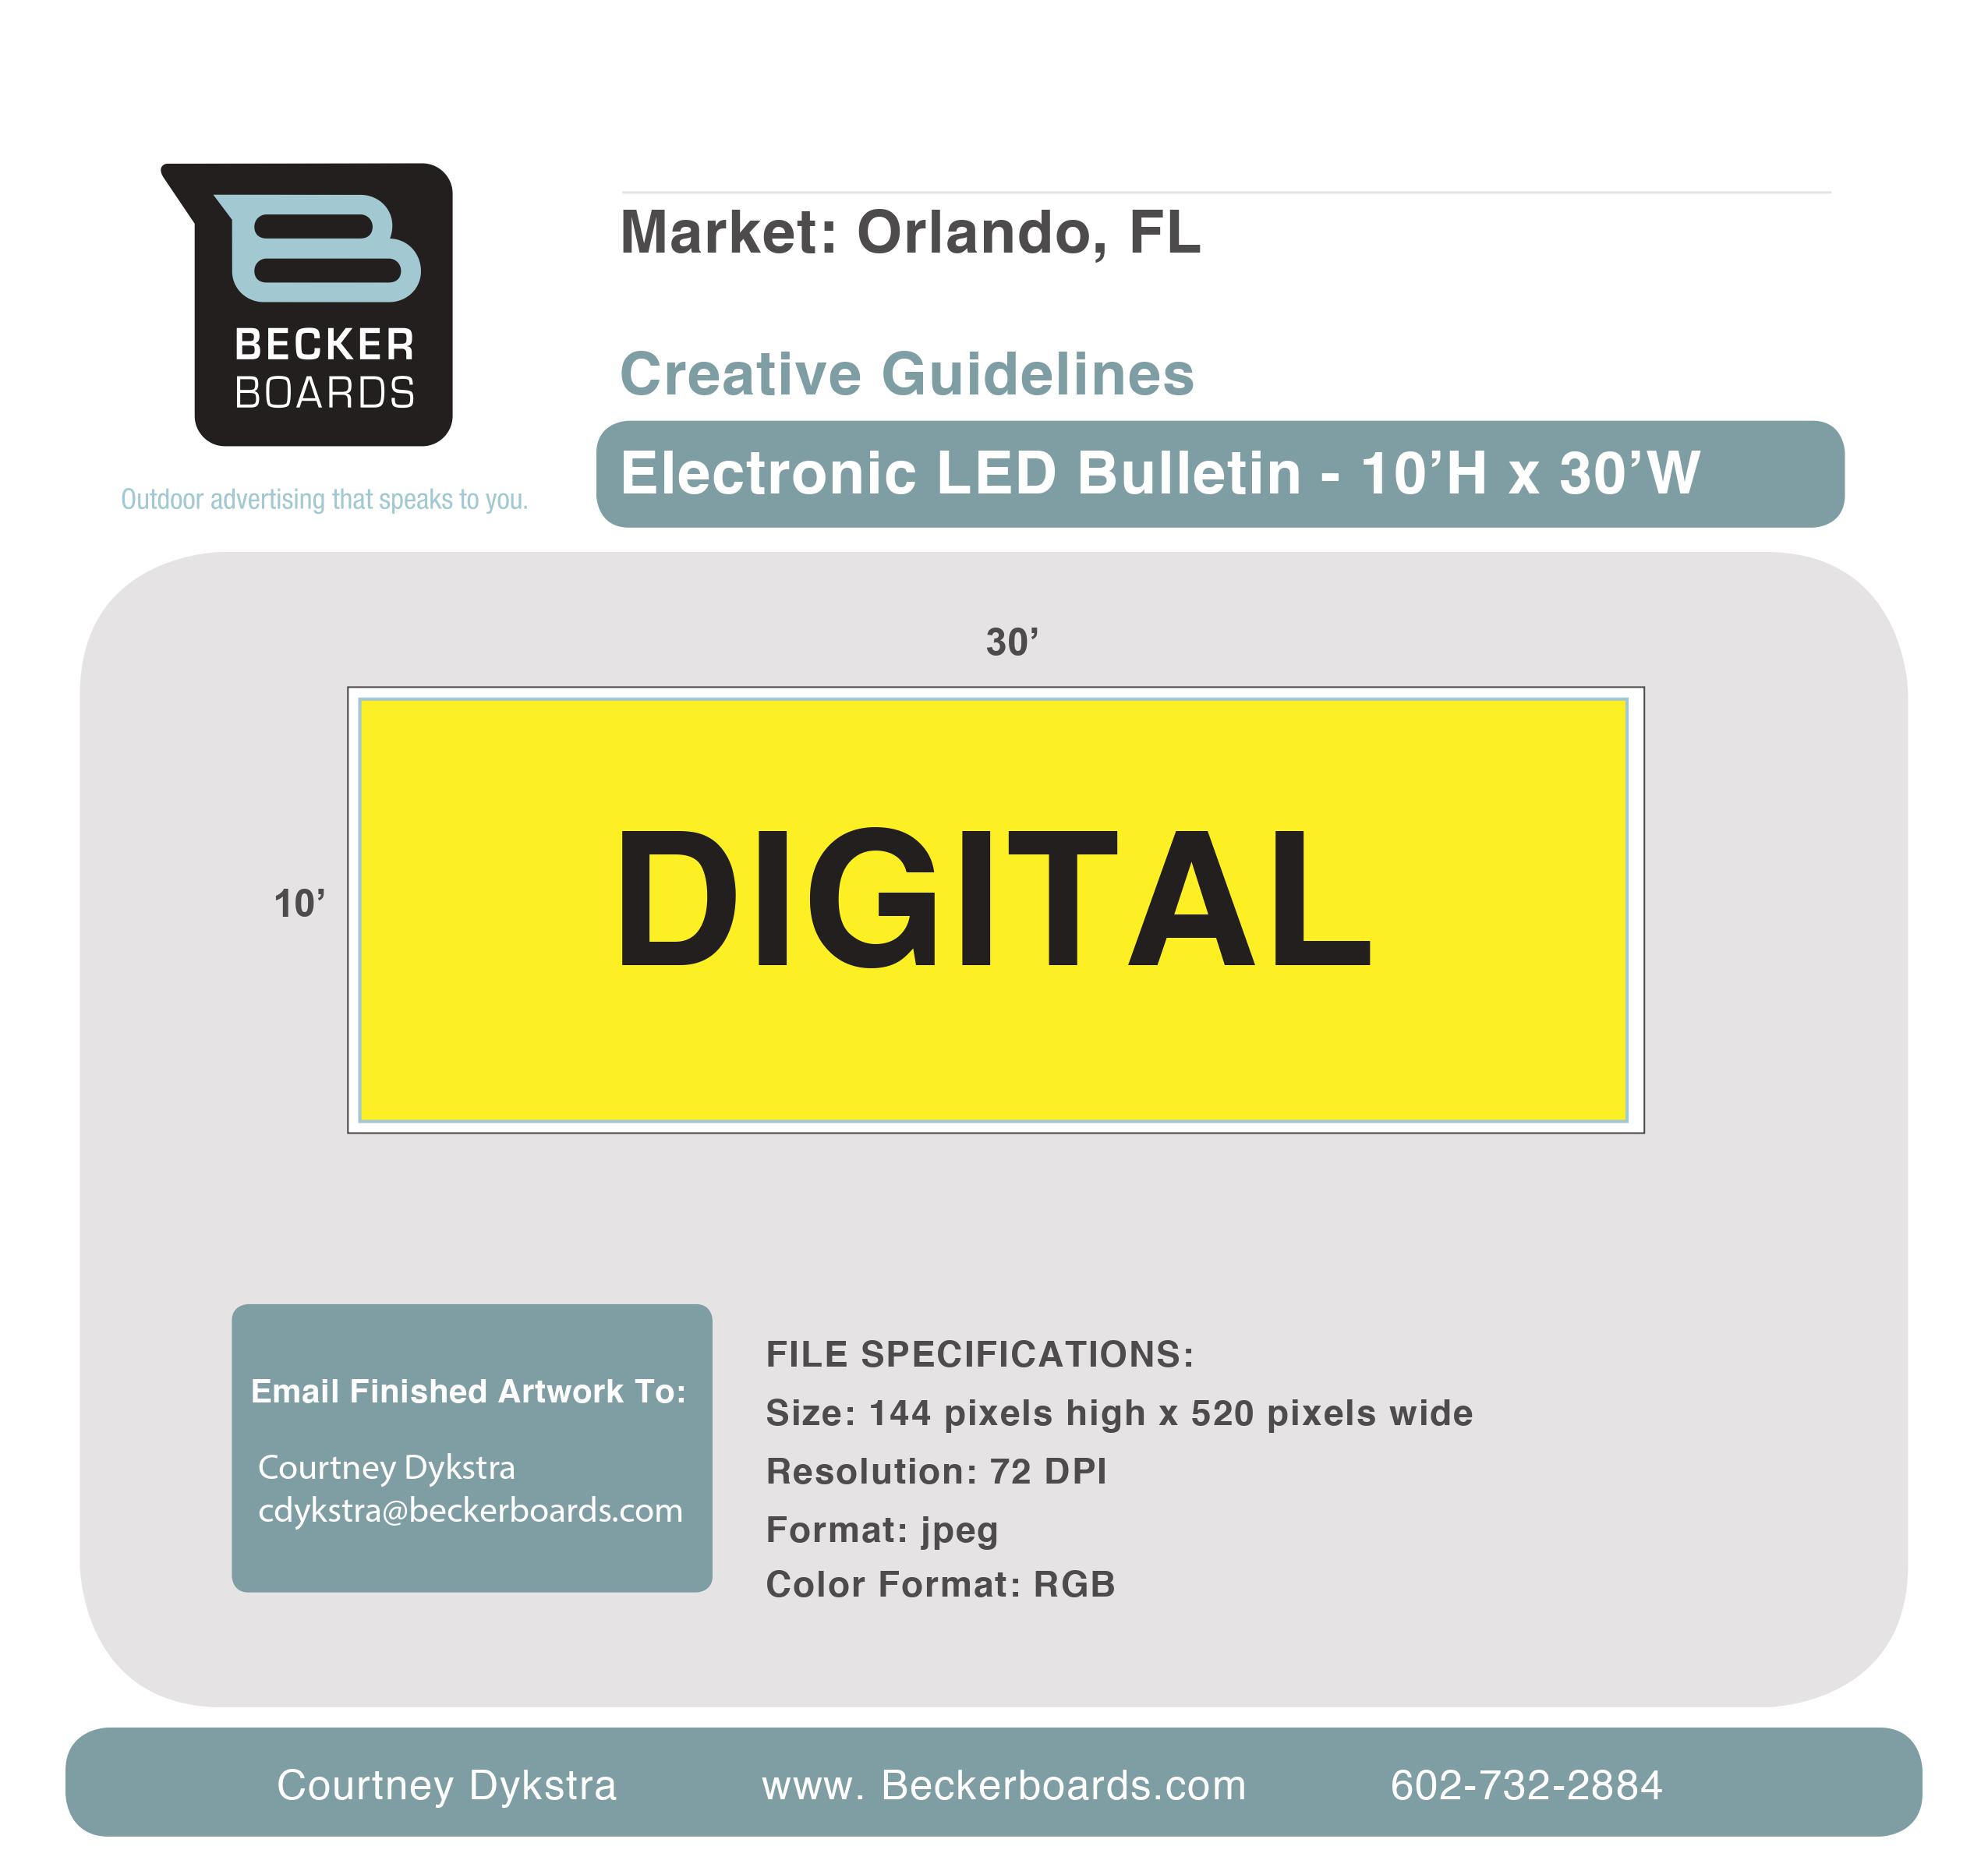 BECKER
BOARDS
Outdoor advertising that speaks to you.
Market: Orlando, FL
Creative Guidelines
Electronic LED Bulletin - 10’H x 30’W
30’
10’
DIGITAL
Email Finished Artwork To:
Courtney Dykstra
cdykstra@beckerboards.com
FILE SPECIFICATIONS:
Size: 144 pixels high x 520 pixels wide
Resolution: 72 DPI
Format: jpeg
Color Format: RGB
Courtney Dykstra
www. Beckerboards.com
602-732-2884